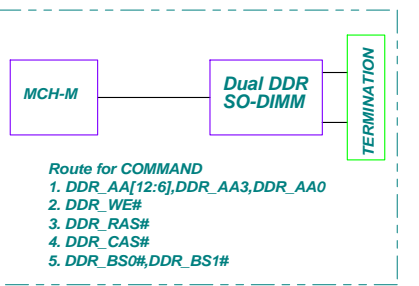 MCH-M
Dual DDR
SO-DIMM
TERMINATION
Route for COMMAND
1. DDR_AA[12:6],DDR_AA3,DDR_AA0
2. DDR_WE#
3. DDR_RAS#
4. DDR_CAS#
5. DDR_BS0#,DDR_BS1#